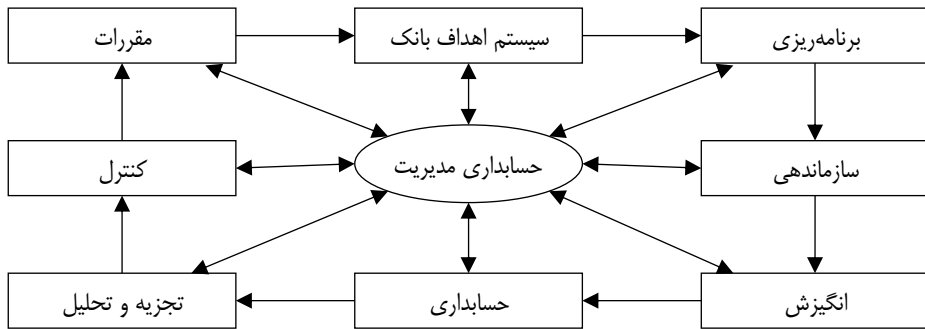 مقررات
سیستم اهداف بانک
برنامه‌ریزی
کنترل
حسابداری مدیریت
سازماندهی
تجزیه و تحلیل
حسابداری
انگیزش